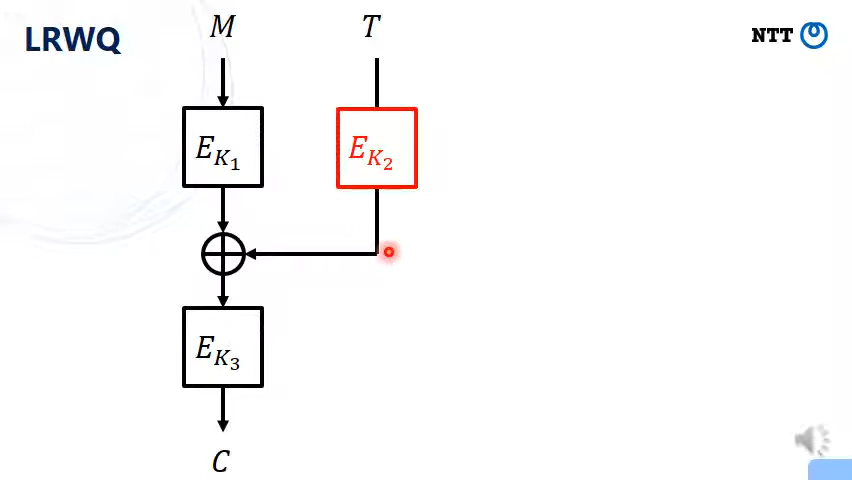 LRWQ
M
T
NTT
E_{K_1}
E_{K_2}
E_{K_3}
C